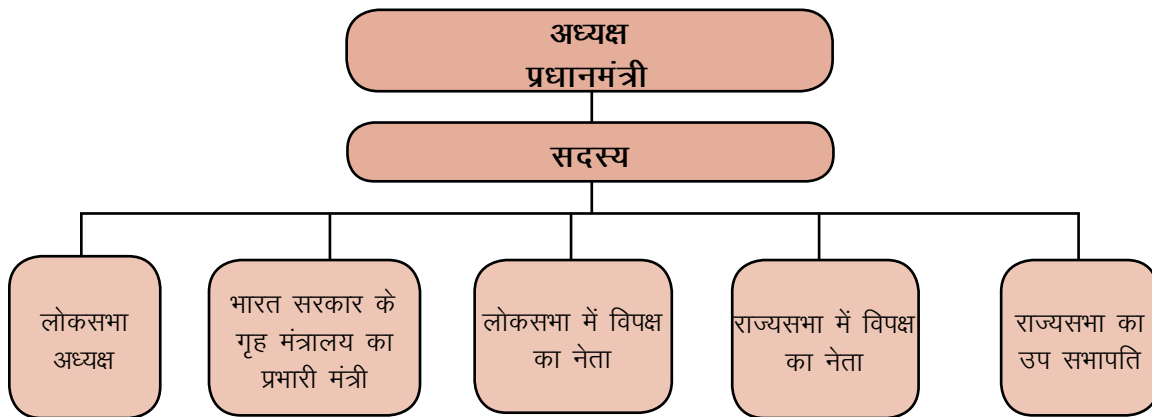 अध्यक्ष
प्रधानमंत्री
सदस्य
लोकसभा
अध्यक्ष
भारत सरकार के
गृह मंत्रालय का
प्रभारी मंत्री
लोकसभा में विपक्ष
का नेता
राज्यसभा में विपक्ष
का नेता
राज्यसभा का
उप सभापति